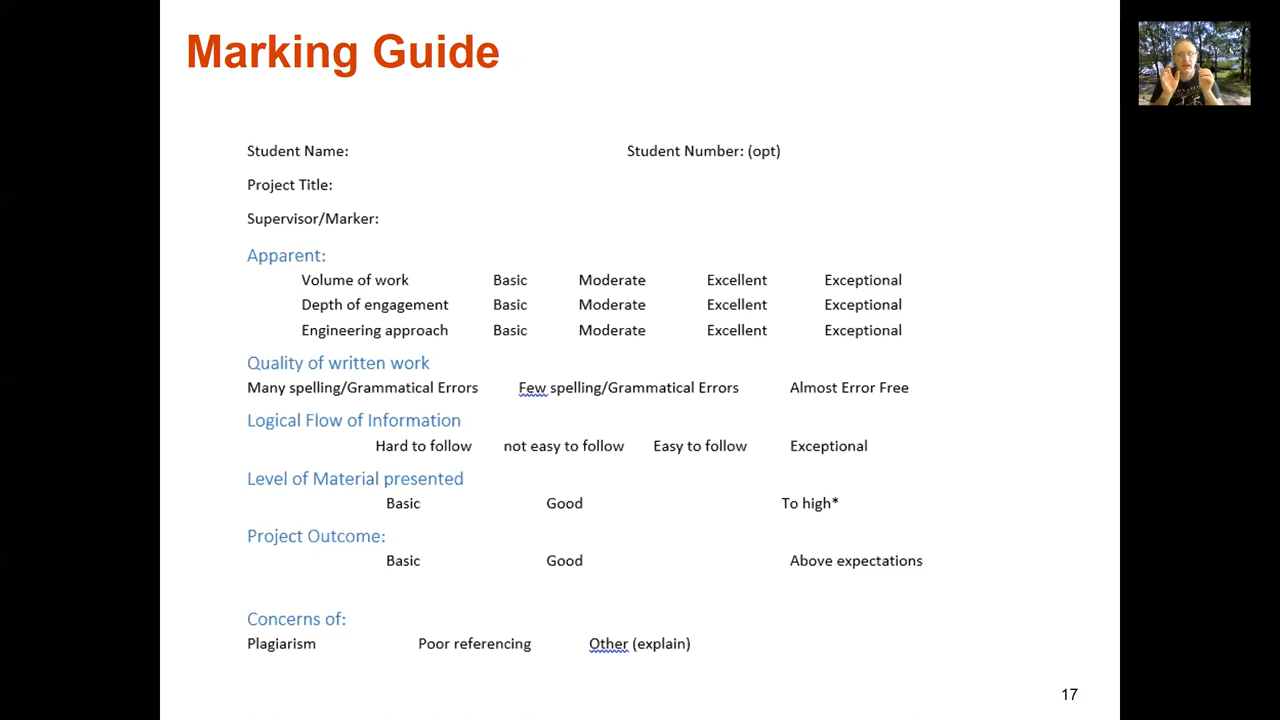 Marking Guide
Student Name: Student Number: (opt)
Project Title:
Supervisor/Marker:
Apparent:
Volume of work Basic Moderate Excellent Exceptional
Depth of engagement Basic Moderate Excellent Exceptional
Engineering approach Basic Moderate Excellent Exceptional
Quality of written work
Many spelling/Grammatical Errors Few spelling/Grammatical Errors Almost Error Free
Logical Flow of Information
Hard to follow not easy to follow Easy to follow Exceptional
Level of Material presented
Basic Good To high*
Project Outcome:
Basic Good Above expectations
Concerns of:
Plagiarism Poor referencing Other (explain)
17